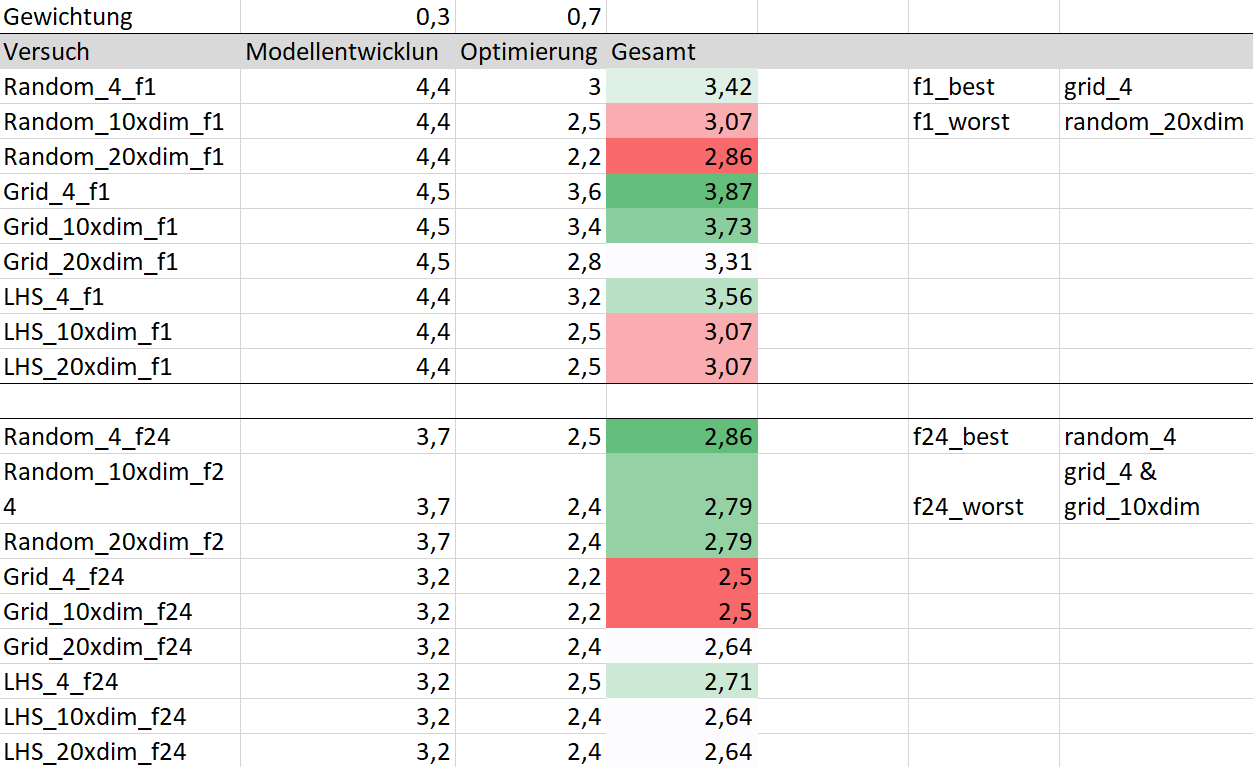 Gewichtung 0,3 0,7
Versuch Modellentwicklun Optimierung Gesamt
Random_4_f1 4,4 3 3,42 f1_best grid_4
Random_10xdim_f1 4,4 2,5 3,07 f1_worst random_20xdim
Random_20xdim_f1 4,4 2,2 2,86
Grid_4_f1 4,5 3,6 3,87
Grid_10xdim_f1 4,5 3,4 3,73
Grid_20xdim_f1 4,5 2,8 3,31
LHS_4_f1 4,4 3,2 3,56
LHS_10xdim_f1 4,4 2,5 3,07
LHS_20xdim_f1 4,4 2,5 3,07
Random_4_f24 3,7 2,5 2,86 f24_best random_4
Random_10xdim_f2 grid_4 &
4 3,7 2,4 2,79 f24_worst grid_10xdim
Random_20xdim_f2 3,7 2,4 2,79
Grid_4_f24 3,2 2,2 2,5
Grid_10xdim_f24 3,2 2,2 2,5
Grid_20xdim_f24 3,2 2,4 2,64
LHS_4_f24 3,2 2,5 2,71
LHS_10xdim_f24 3,2 2,4 2,64
LHS_20xdim_f24 3,2 2,4 2,64